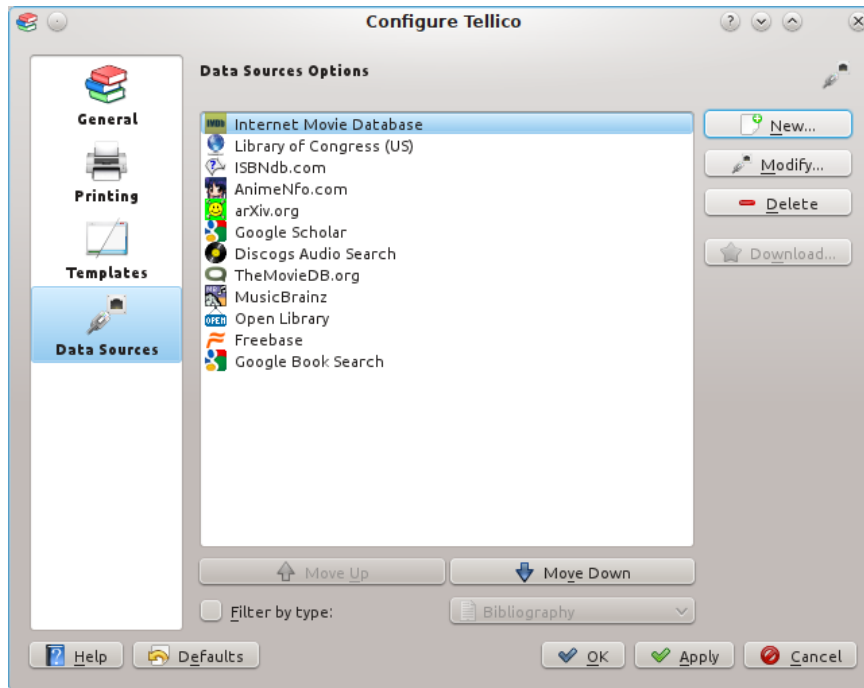 Configure Tellico
General
Printing
Templates
Data Sources
Data Sources Options
Internet Movie Database
Library of Congress (US)
ISBNdb.com
AnimeNfo.com
arXiv.org
Google Scholar
Discogs Audio Search
TheMovieDB.org
MusicBrainz
Open Library
Freebase
Google Book Search
New...
Modify...
Delete
Download...
Move Up
Move Down
Filter by type:
Bibliography
Help
Defaults
OK
Apply
Cancel